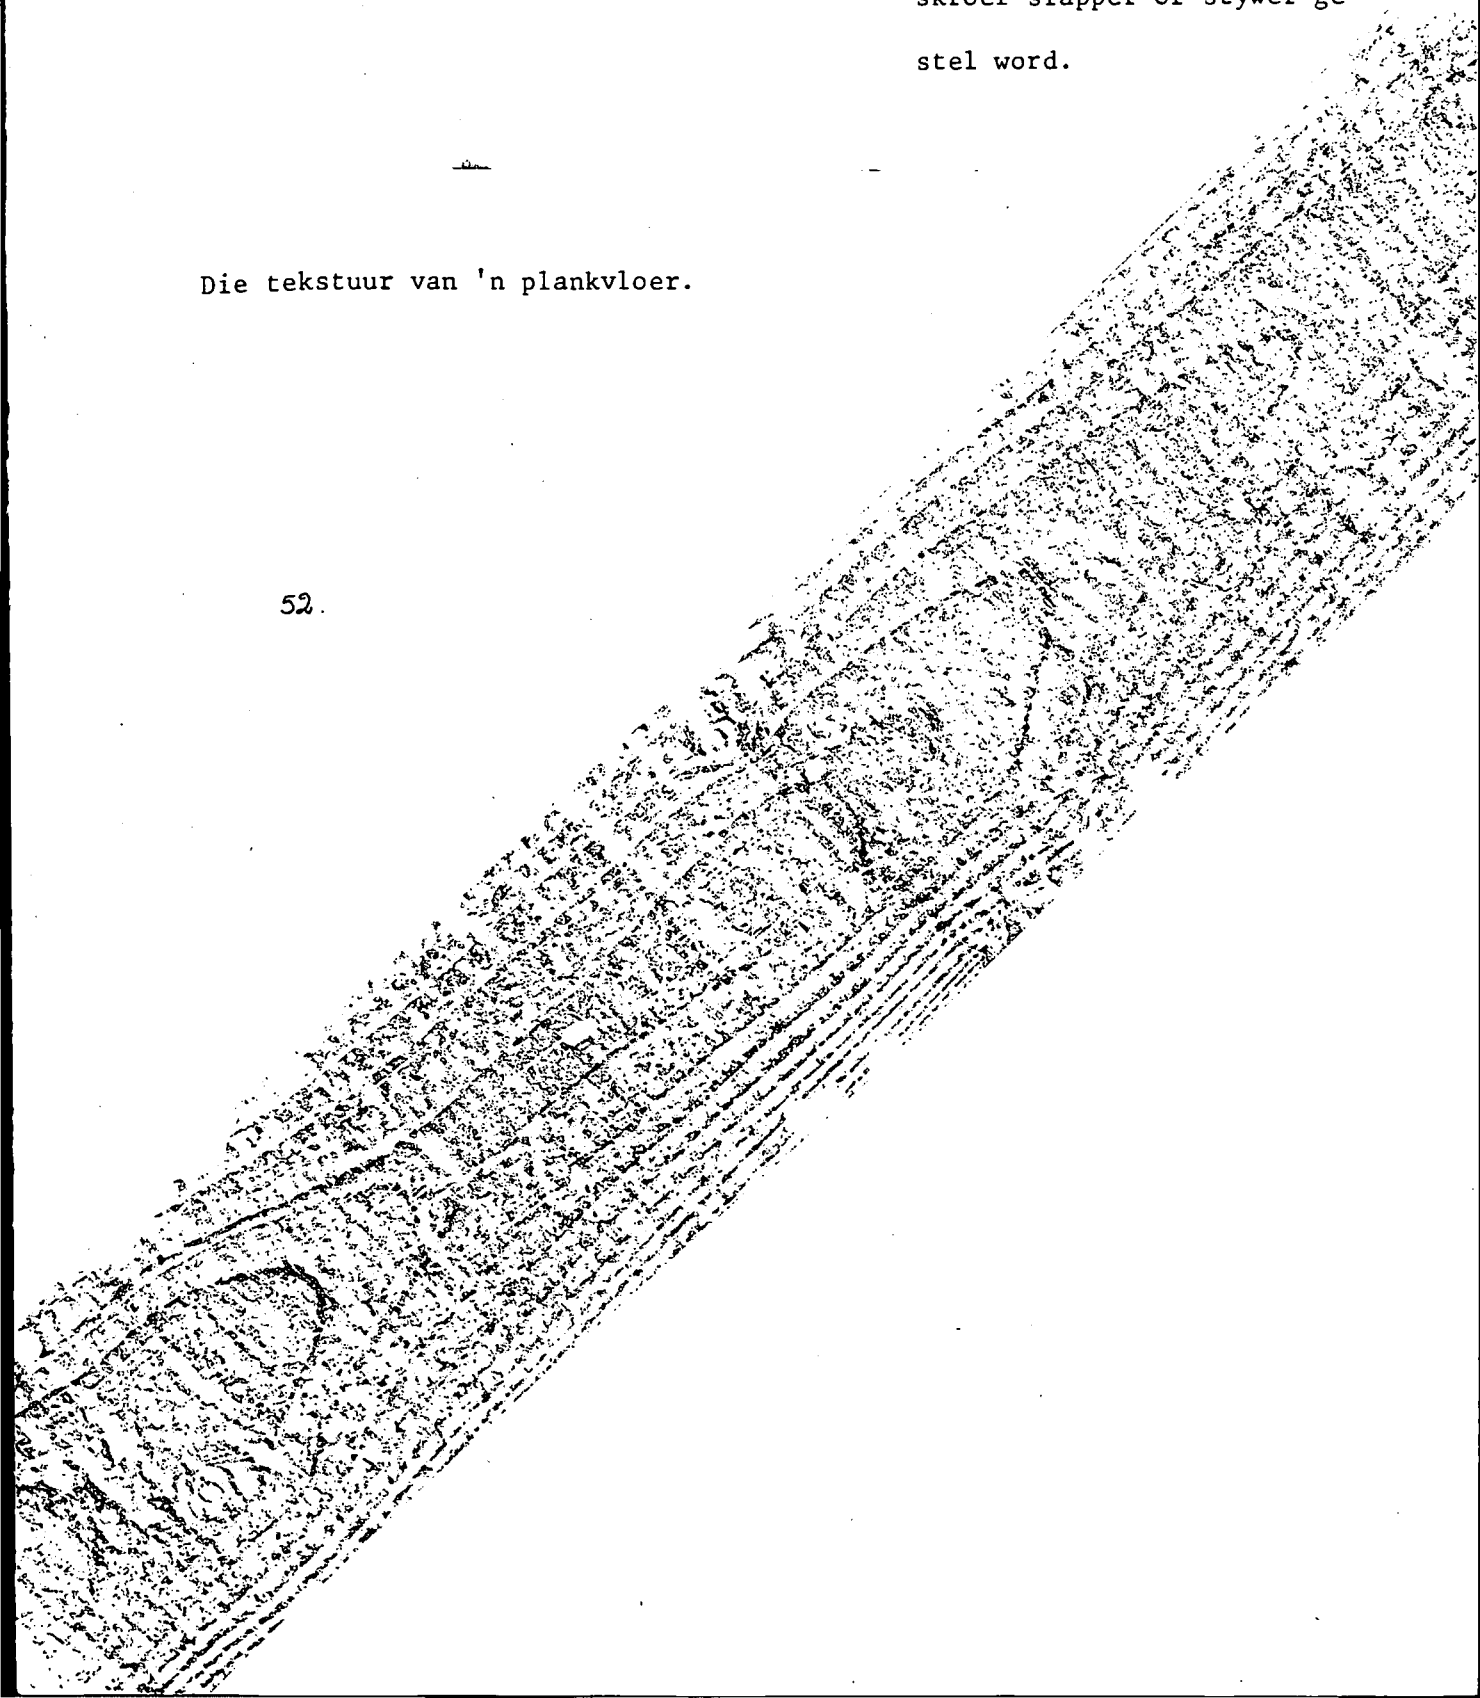 skroef slapper of stywer ge
stel word.
Die tekstuur van 'n plankvloer.
52.